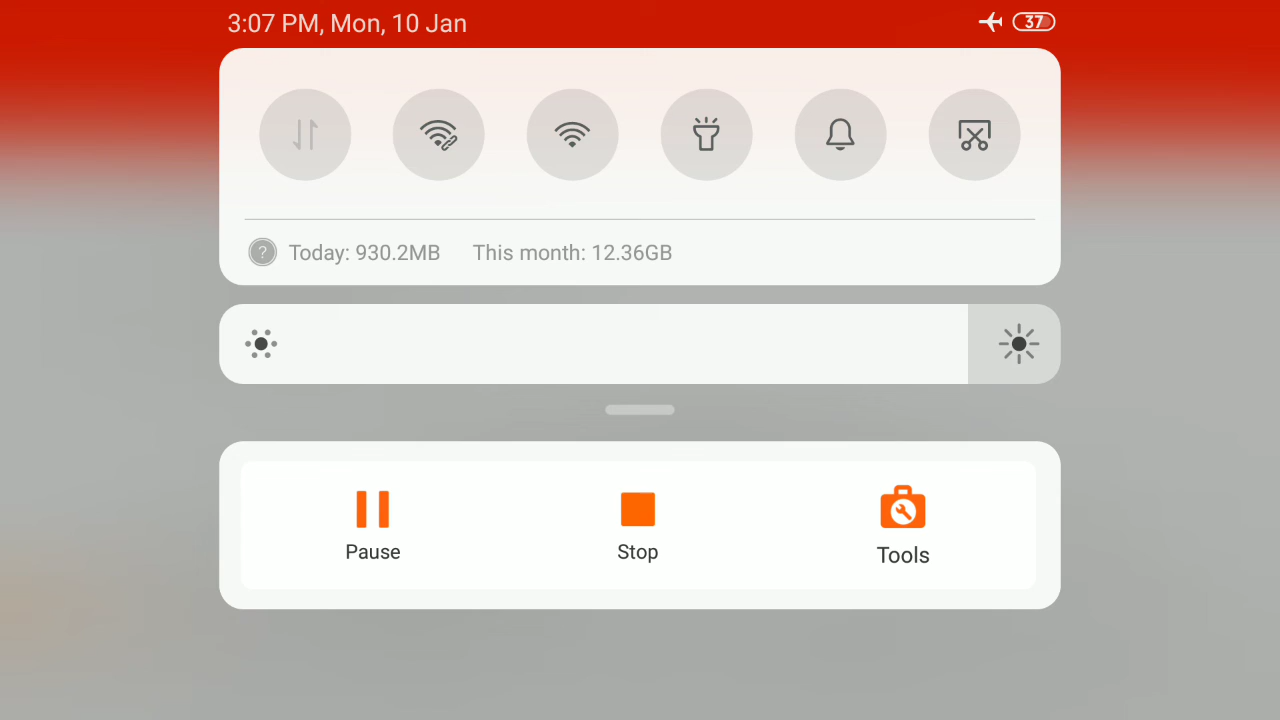 3:07 PM, Mon, 10 Jan
37
?
Today: 930.2MB This month: 12.36GB
Pause
Stop
Tools